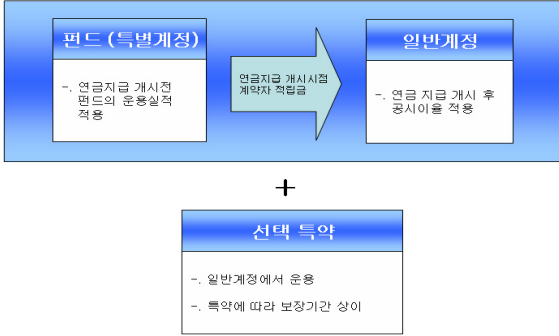 펀드 (특별계정)
-. 연금지급 개시전
펀드의 운용실적
적용
연금지급 개시시점
계약자 적립금
일반계정
-. 연금 지급 개시 후
공시이율 적용
+
선택 특약
-. 일반계정에서 운용
-. 특약에 따라 보장기간 상이